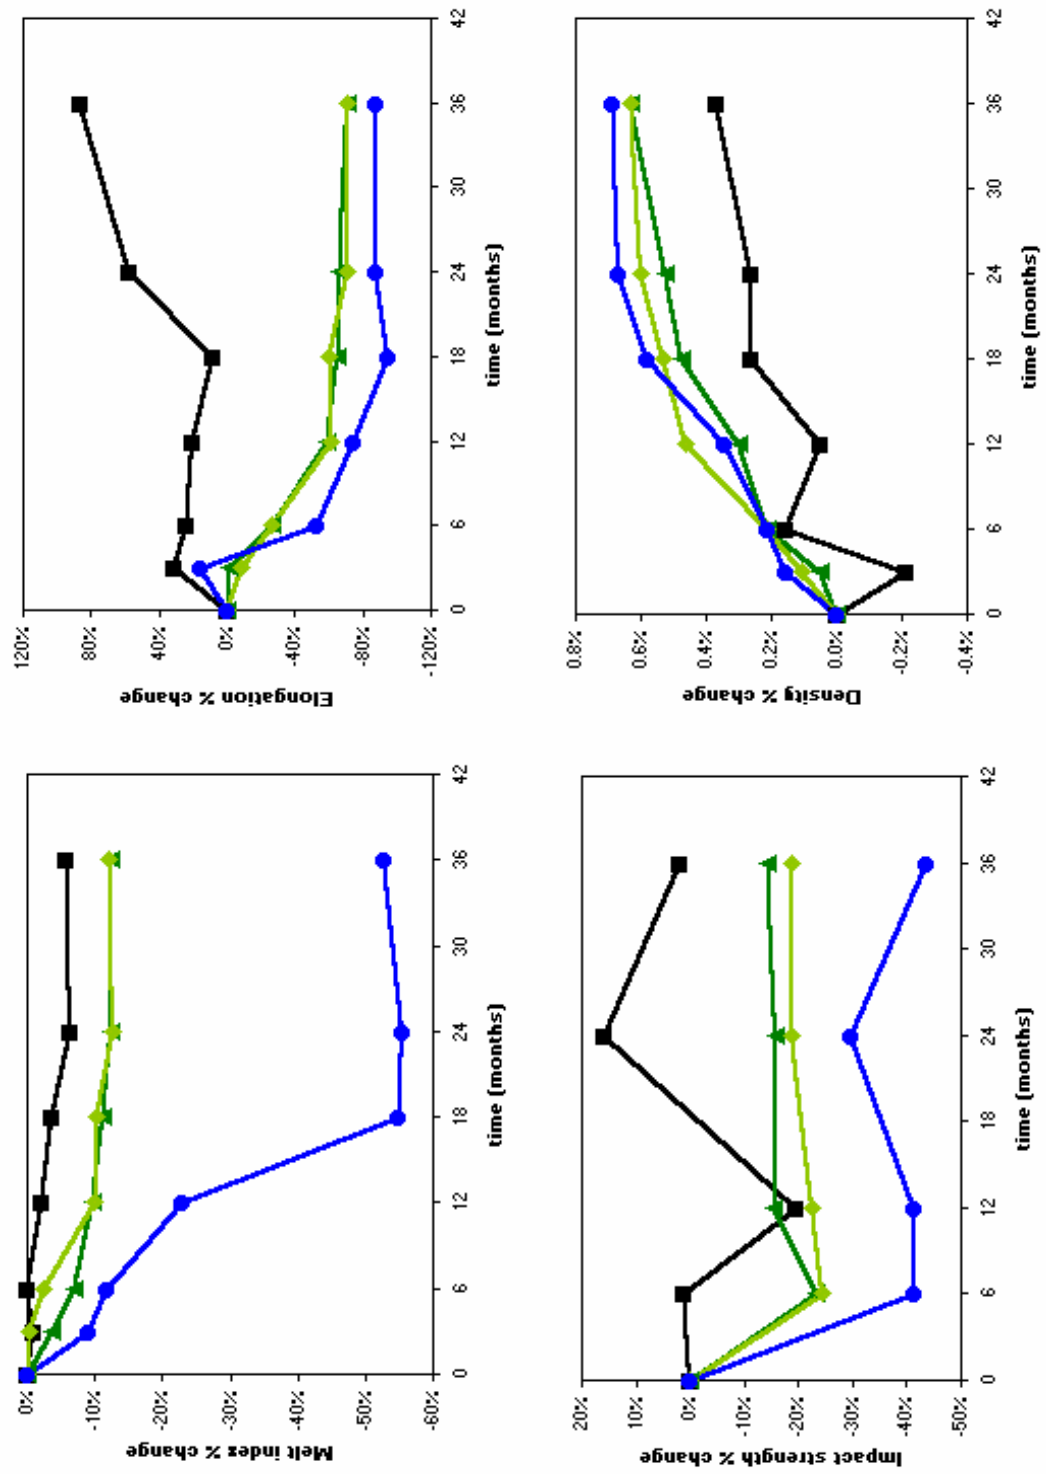 Melt index % change
0%
-10%
-20%
-30%
-40%
-50%
-60%
0 6 12 18 24 30 36 42
time (months)
Elongation % change
120%
80%
40%
0%
-40%
-80%
-120%
0 6 12 18 24 30 36 42
time (months)
Impact strength % change
20%
10%
0%
-10%
-20%
-30%
-40%
-50%
0 6 12 18 24 30 36 42
time (months)
Density % change
0.8%
0.6%
0.4%
0.2%
0.0%
-0.2%
-0.4%
0 6 12 18 24 30 36 42
time (months)